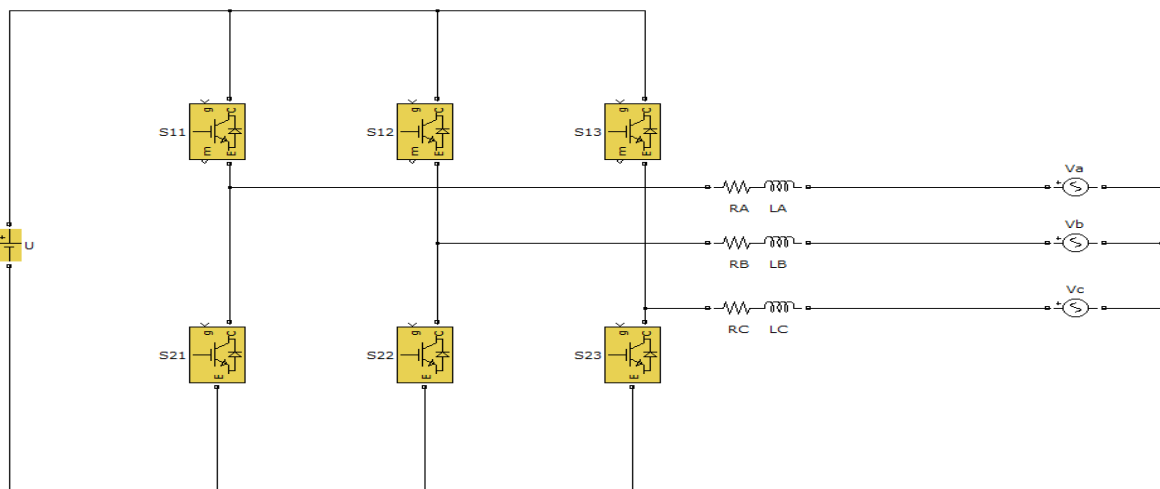 g C
S11
m E
g C
S12
m E
g C
S13
m E
Va
RA LA
+ U
Vb
RB LB
Vc
RC LC
g C
S21
E
g C
S22
E
g C
S23
E